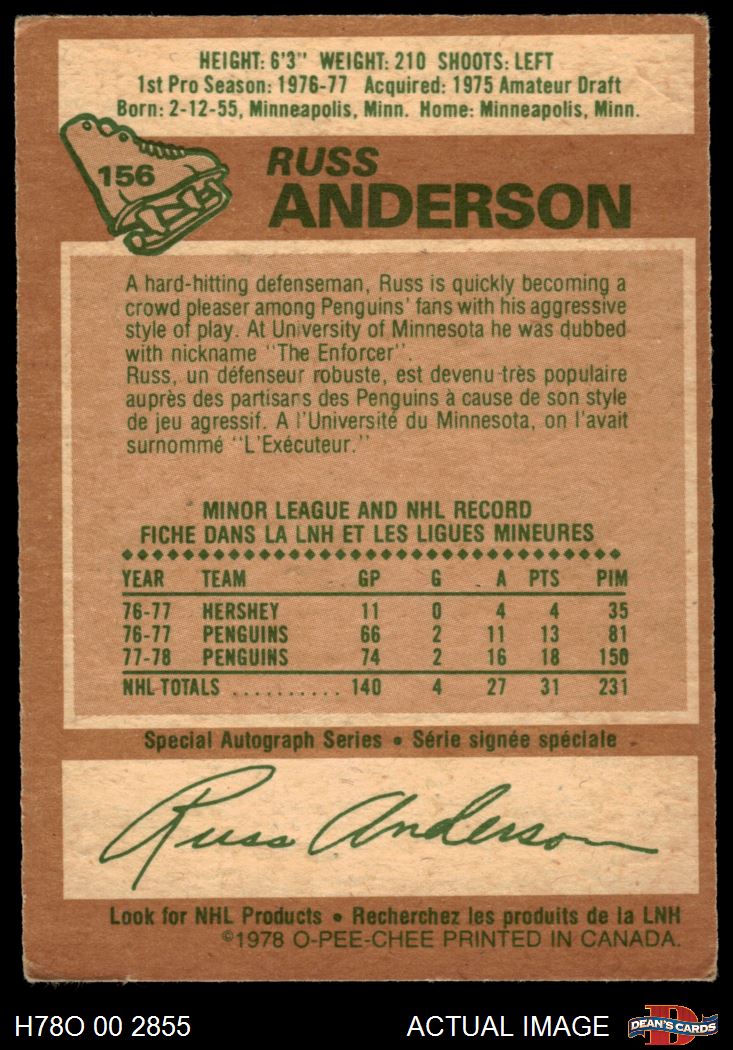 HEIGHT: 6'3" WEIGHT: 210 SHOOTS: LEFT
1st Pro Season: 1976-77 Acquired: 1975 Amateur Draft
Born: 2-12-55, Minneapolis, Minn. Home: Minneapolis, Minn.
156
RUSS
ANDERSON
A hard-hitting defenseman, Russ is quickly becoming a
crowd pleaser among Penguins' fans with his aggressive
style of play. At University of Minnesota he was dubbed
with nickname "The Enforcer".
Russ, un défenseur robuste, est devenu très populaire
auprès des partisans des Penguins à cause de son style
de jeu agressif. A l'Université du Minnesota, on l'avait
surnommé "L'Exécuteur."
MINOR LEAGUE AND NHL RECORD
FICHE DANS LA LNH ET LES LIGUES MINEURES
YEAR TEAM GP G A PTS PIM
76-77 HERSHEY 11 0 4 4 35
76-77 PENGUINS 66 2 11 13 81
77-78 PENGUINS 74 2 16 18 150
NHL TOTALS .......... 140 4 27 31 231
Special Autograph Series • Série signée spéciale
Russ Anderson
Look for NHL Products • Recherchez les produits de la LNH
©1978 O-PEE-CHEE PRINTED IN CANADA.
H78O 00 2855 ACTUAL IMAGE D DEAN'S CARDS